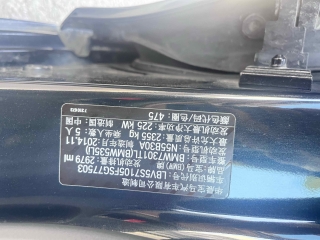 华晨宝马汽车有限公司制造
车辆识别代号:
品牌: 宝马 (BMW) 发动机排量: 2979 ml
整车型号: BMW7301TL(BMW535Li)
发动机型号: N55B30A 制造年月: 2014/11
最大允许总质量: 2355 kg 乘坐人数: 5 人
发动机最大净功率: 225 kW 制造国: 中国
颜色代码/色圈: 475